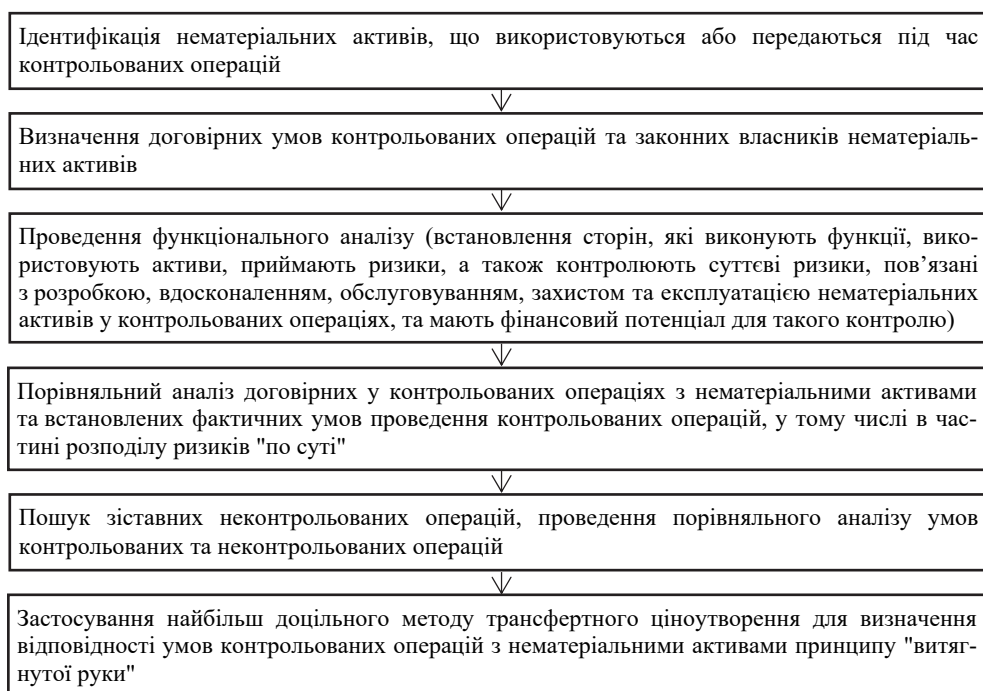 Ідентифікація нематеріальних активів, що використовуються або передаються під час
контрольованих операцій
Визначення договірних умов контрольованих операцій та законних власників нематеріаль-
них активів
Проведення функціонального аналізу (встановлення сторін, які виконують функції, вико-
ристовують активи, приймають ризики, а також контролюють суттєві ризики, пов’язані
з розробкою, вдосконаленням, обслуговуванням, захистом та експлуатацією нематеріальних
активів у контрольованих операціях, та мають фінансовий потенціал для такого контролю)
Порівняльний аналіз договірних у контрольованих операціях з нематеріальними активами
та встановлених фактичних умов проведення контрольованих операцій, у тому числі в час-
тині розподілу ризиків "по суті"
Пошук зіставних неконтрольованих операцій, проведення порівняльного аналізу умов
контрольованих та неконтрольованих операцій
Застосування найбільш доцільного методу трансфертного ціноутворення для визначення
відповідності умов контрольованих операцій з нематеріальними активами принципу "витяг-
нутої руки"